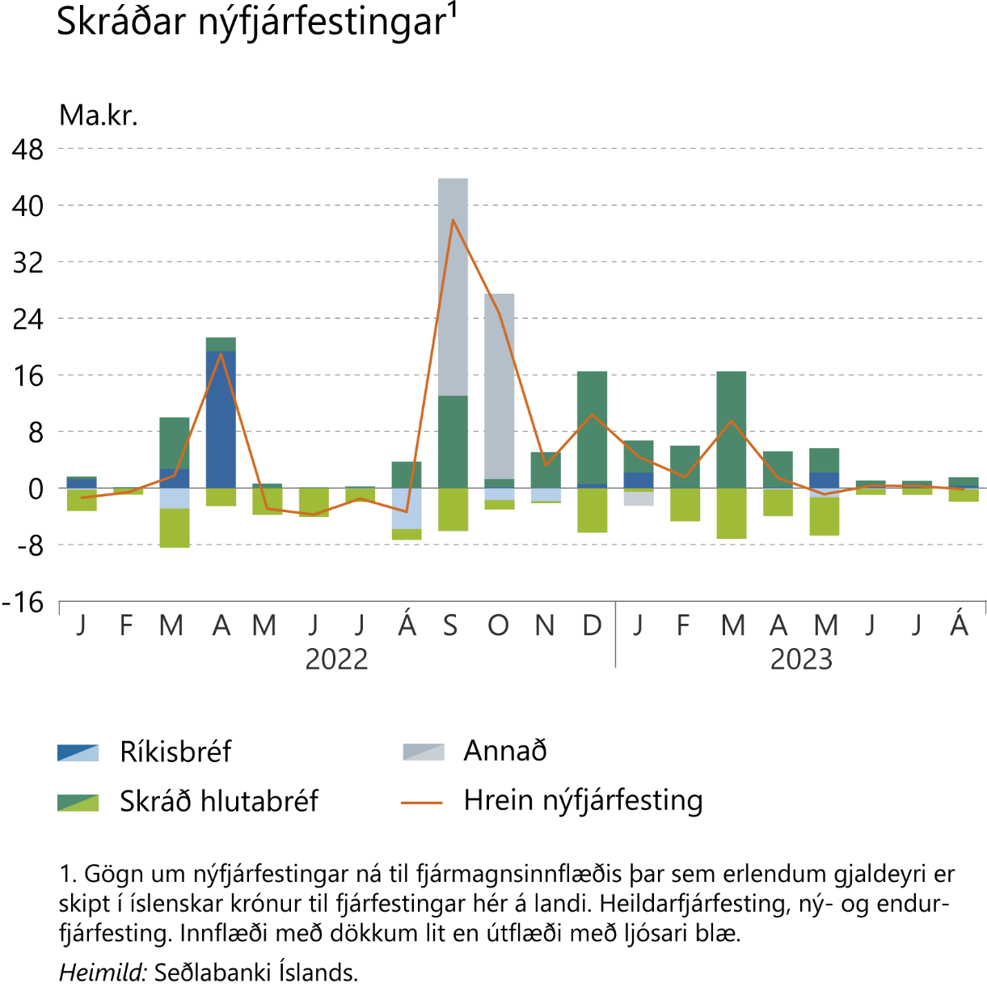 Skráðar nýfjárfestingar¹
Ma.kr.
48
40
32
24
16
8
0
-8
-16
J F M A M J J Á S O N D J F M A M J J Á
2022 2023
Ríkisbréf Annað
Skráð hlutabréf Hrein nýfjárfesting
1. Gögn um nýfjárfestingar ná til fjármagnsinnflæðis þar sem erlendum gjaldeyri er
skipt í íslenskar krónur til fjárfestingar hér á landi. Heildarfjárfesting, ný- og endur-
fjárfesting. Innflæði með dökkum lit en útflæði með ljósari blæ.
Heimild: Seðlabanki Íslands.